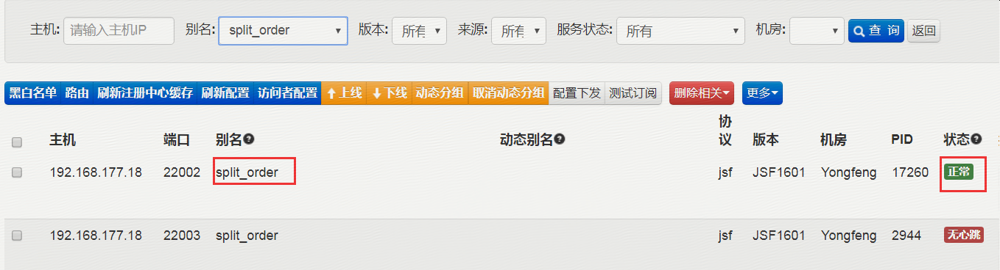 主机: 请输入主机IP 别名: split_order 版本: 所有 来源: 所有 服务状态: 所有 机房: 查 询 返回
黑白名单 路由 刷新注册中心缓存 刷新配置 访问者配置 上线 下线 动态分组 取消动态分组 配置下发 测试订阅 删除相关 更多
主机 端口 别名 动态别名 协议 版本 机房 PID 状态
192.168.177.18 22002 split_order jsf JSF1601 Yongfeng 17260 正常
192.168.177.18 22003 split_order jsf JSF1601 Yongfeng 2944 无心跳